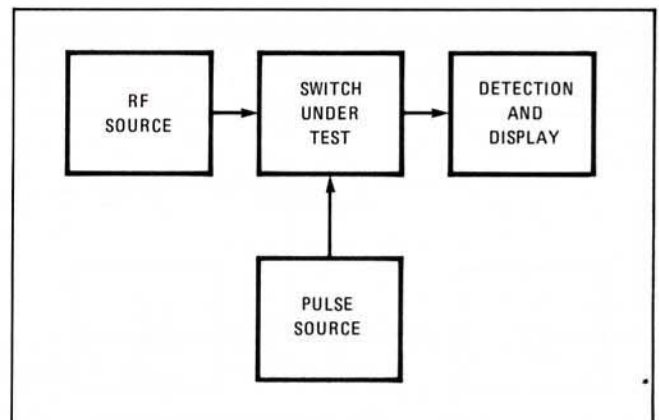 RF
SOURCE
SWITCH
UNDER
TEST
DETECTION
AND
DISPLAY
PULSE
SOURCE